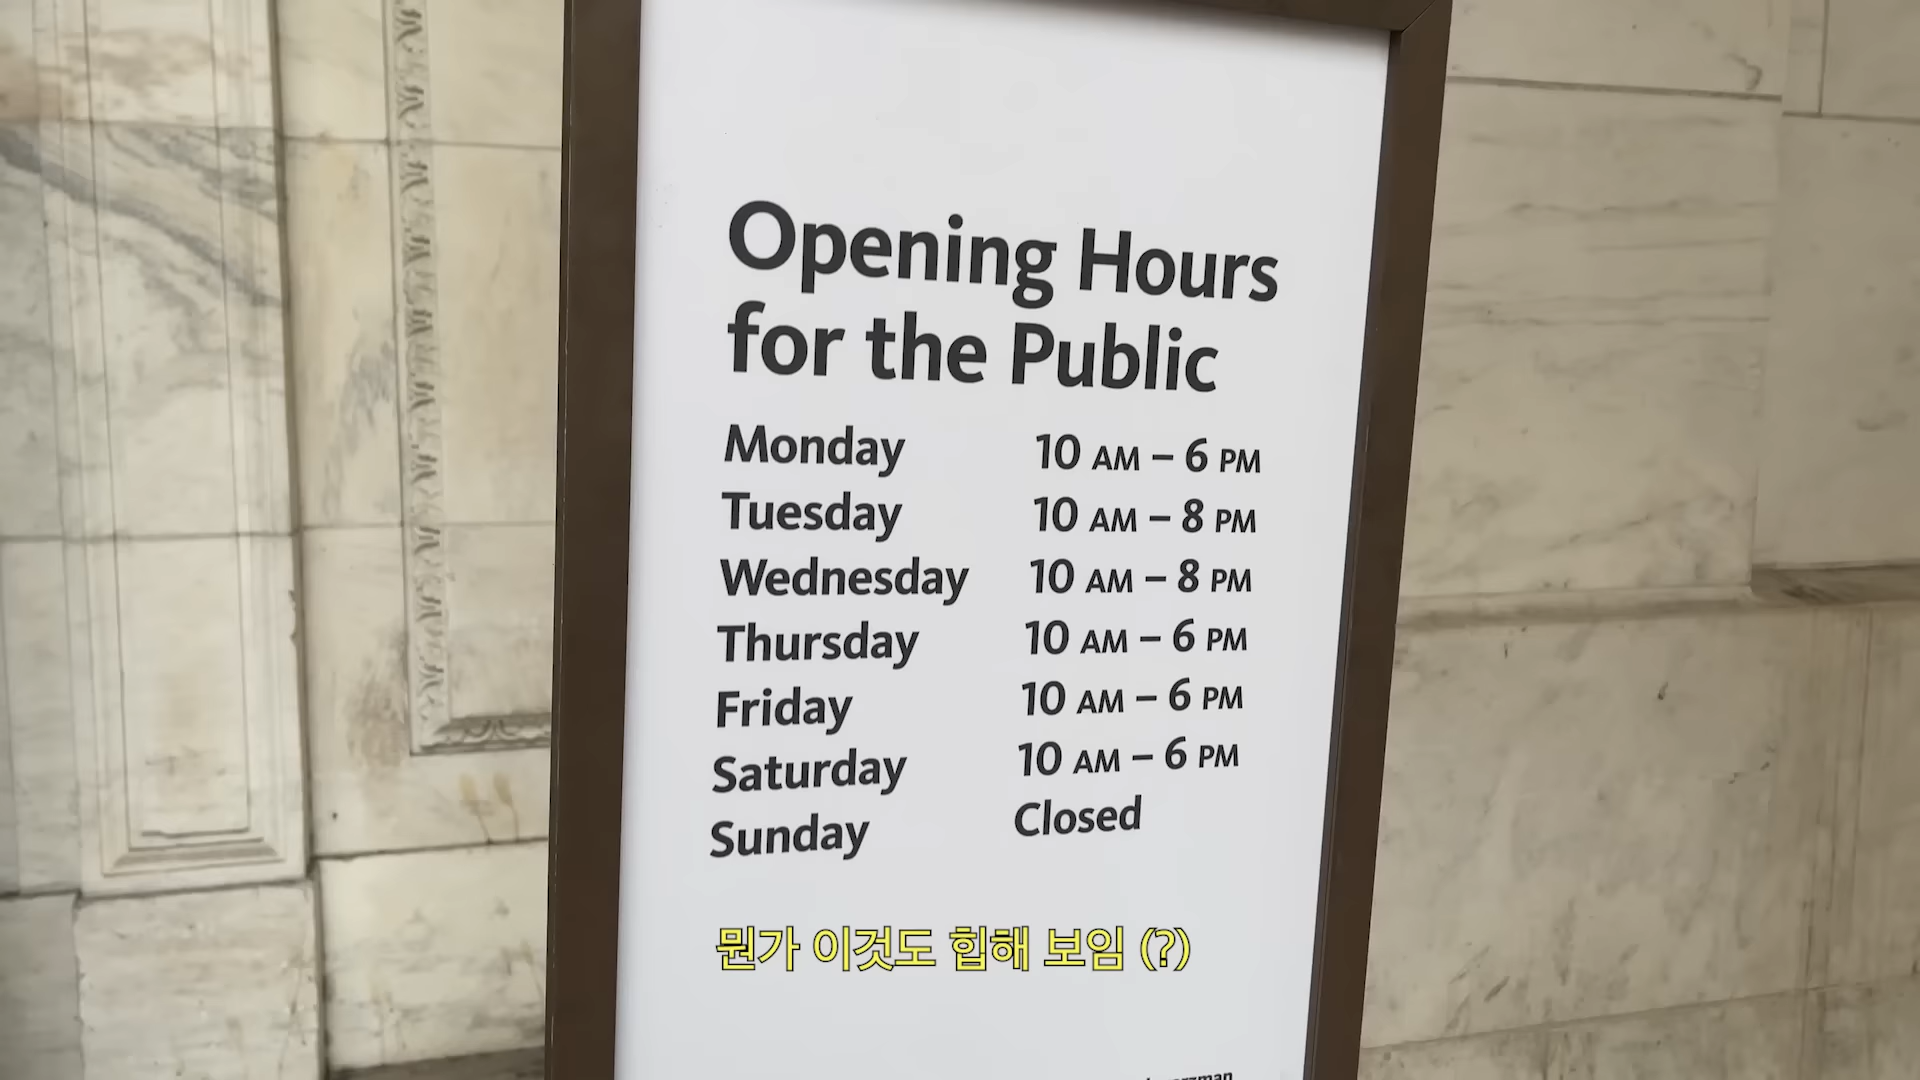 Opening Hours
for the Public
Monday 10 AM – 6 PM
Tuesday 10 AM – 8 PM
Wednesday 10 AM – 8 PM
Thursday 10 AM – 6 PM
Friday 10 AM – 6 PM
Saturday 10 AM – 6 PM
Sunday Closed
뭔가 이것도 힙해 보임 (?)